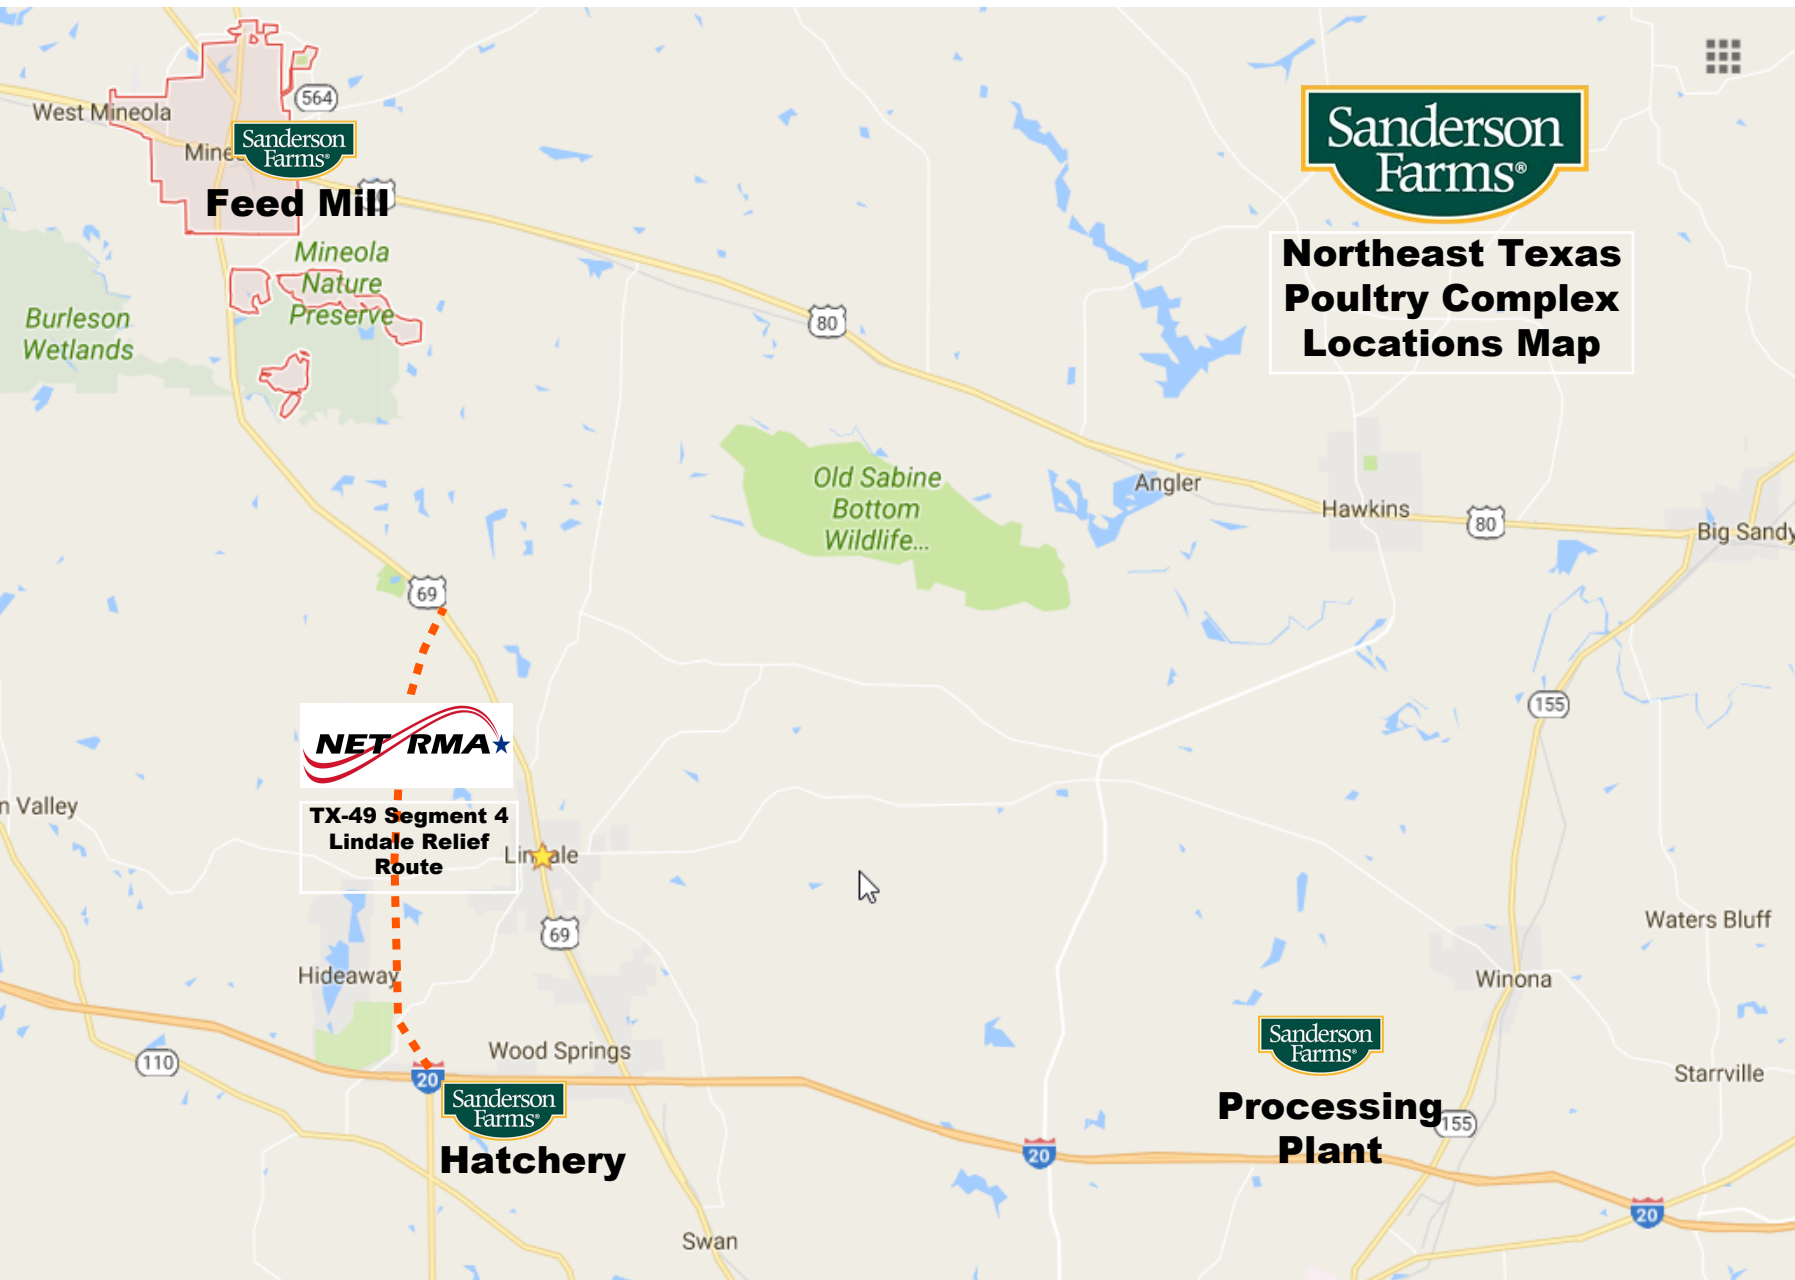 564
West Mineola
Sanderson
Farms®
Mine
Feed Mill
Mineola
Nature
Preserve
Burleson
Wetlands
80
Sanderson
Farms®
Northeast Texas
Poultry Complex
Locations Map
Old Sabine
Bottom
Wildlife...
Angler
Hawkins
80
Big Sandy
69
155
NET RMA
TX-49 Segment 4
Lindale Relief
Route
n Valley
Lindale
69
Hideaway
Waters Bluff
Winona
110
Wood Springs
20
Sanderson
Farms®
Hatchery
Sanderson
Farms®
Processing
Plant
155
Starrville
20
20
Swan